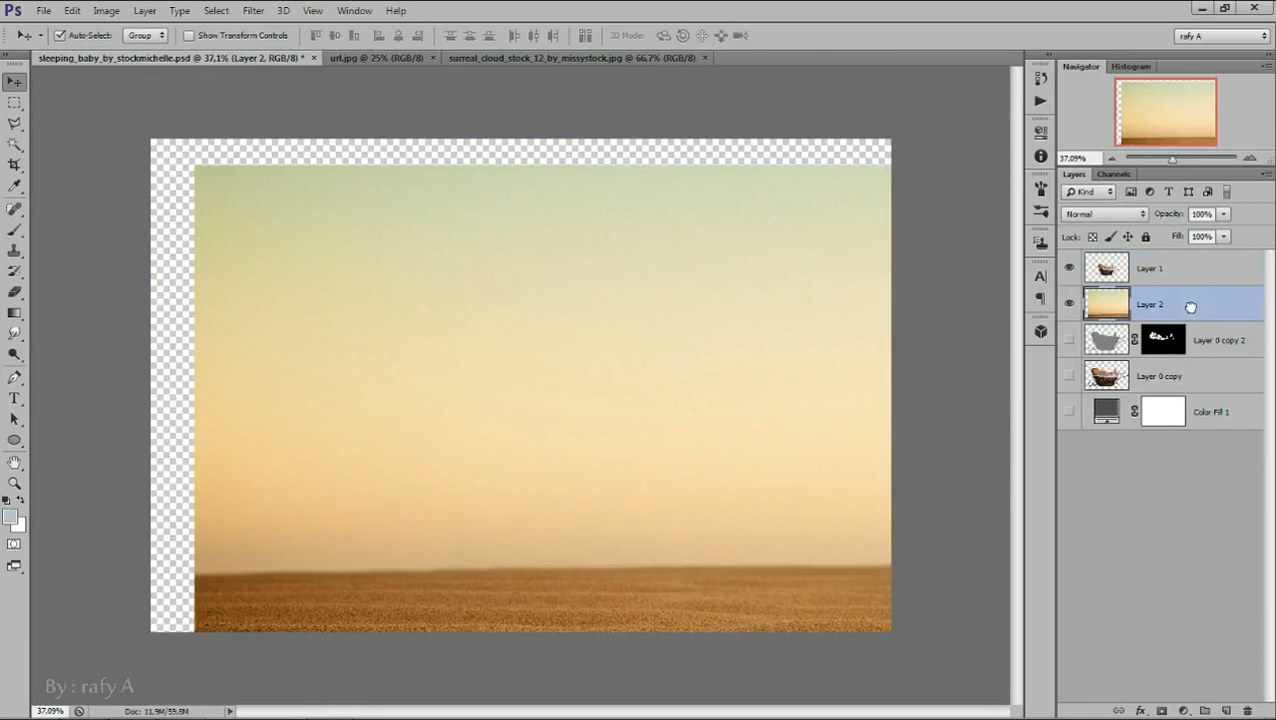 Ps File Edit Image Layer Type Select Filter 3D View Window Help
Auto-Select: Group Show Transform Controls 3D Mode: rafy A
sleeping_baby_by_stockmichelle.psd @ 37,1% (Layer 2, RGB/8) * × url.jpg @ 25% (RGB/8) × surreal_cloud_stock_12_by_missystock.jpg @ 66,7% (RGB/8) ×
Navigator Histogram
37.09%
Layers Channels
Kind
Normal Opacity: 100%
Lock: Fill: 100%
Layer 1
Layer 2
Layer 0 copy 2
Layer 0 copy
Color Fill 1
By : rafy A
37.09% Doc: 11.9M/59.8M